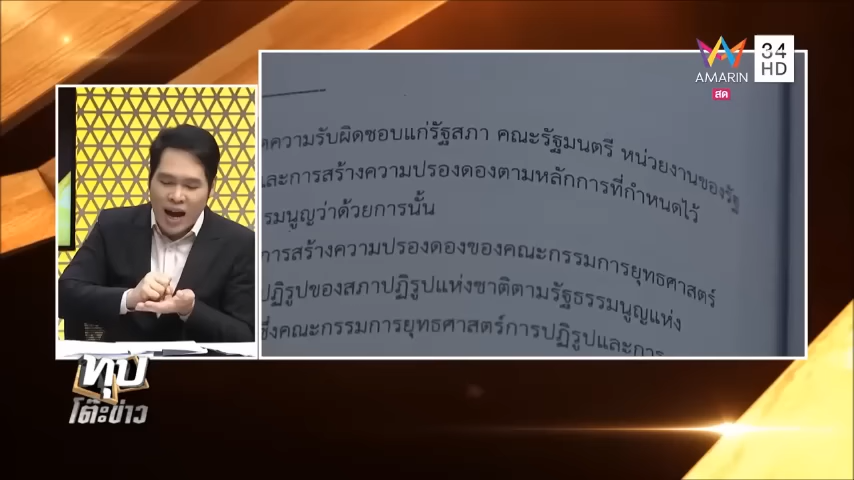 34
HD
AMARIN
สด
ความรับผิดชอบแก่รัฐสภา คณะรัฐมนตรี หน่วยงานของรัฐ
และการสร้างความปรองดองตามหลักการที่กำหนดไว้
รรมนูญว่าด้วยการนั้น
การสร้างความปรองดองของคณะกรรมการยุทธศาสตร์
ปฏิรูปของสภาปฏิรูปแห่งชาติตามรัฐธรรมนูญแห่ง
ซึ่งคณะกรรมการยุทธศาสตร์การปฏิรูปและการ
ทุบ
โต๊ะข่าว